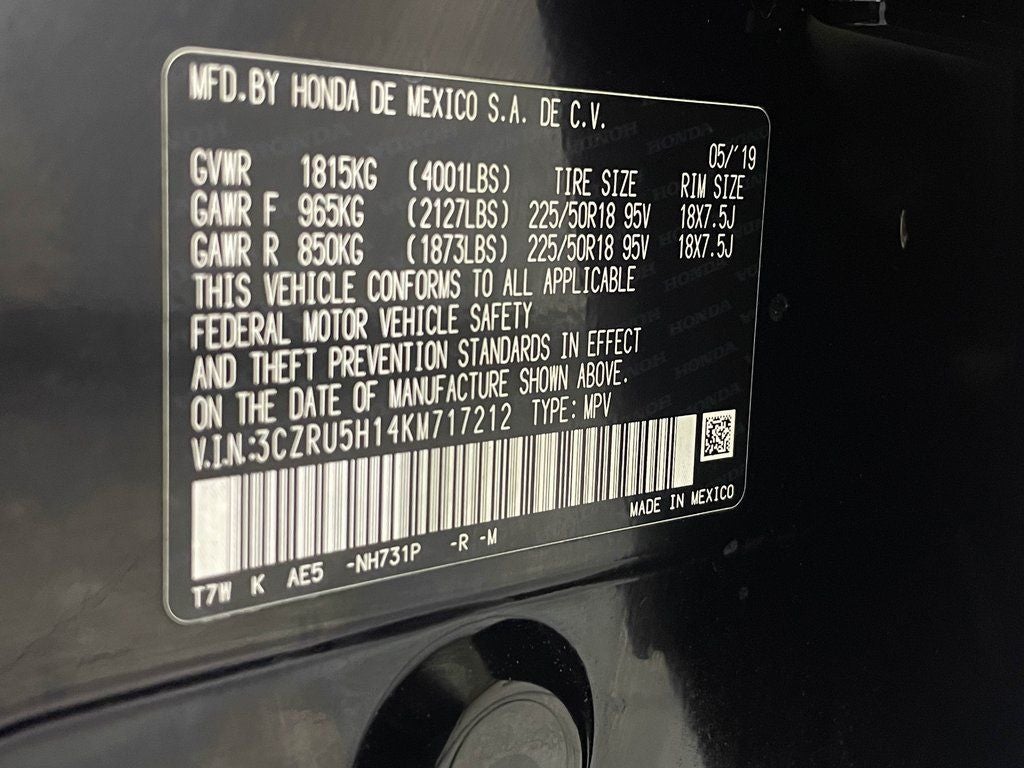 MFD.BY HONDA DE MEXICO S.A. DE C.V.
05/'19
GVWR 1815KG (4001LBS) TIRE SIZE RIM SIZE
GAWR F 965KG (2127LBS) 225/50R18 95V 18X7.5J
GAWR R 850KG (1873LBS) 225/50R18 95V 18X7.5J
THIS VEHICLE CONFORMS TO ALL APPLICABLE
FEDERAL MOTOR VEHICLE SAFETY
AND THEFT PREVENTION STANDARDS IN EFFECT
ON THE DATE OF MANUFACTURE SHOWN ABOVE.
V.I.N:3CZRU5H14KM717212 TYPE: MPV
MADE IN MEXICO
T7W K AE5 -NH731P -R -M